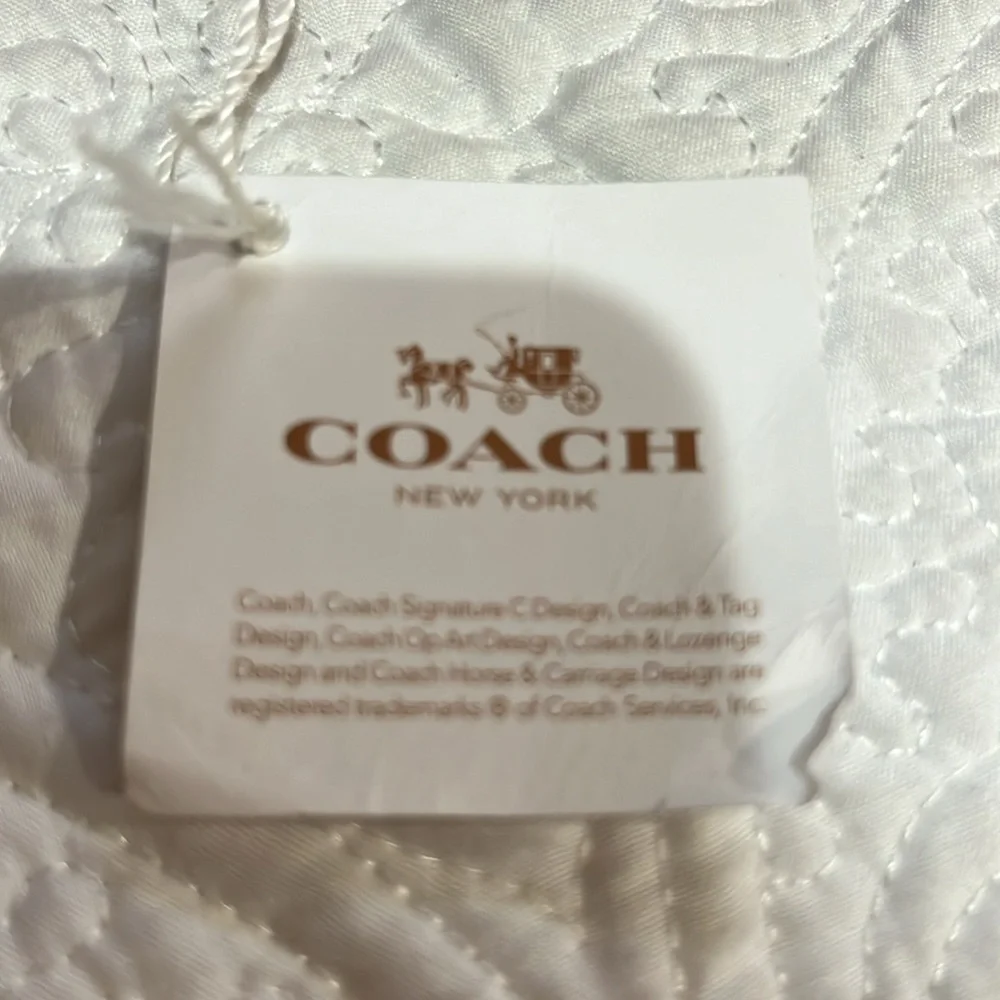 COACH
NEW YORK
Coach, Coach Signature C Design, Coach & Tag
Design, Coach Op Art Design, Coach & Lozenge
Design and Coach Horse & Carriage Design are
registered trademarks ® of Coach Services, Inc.